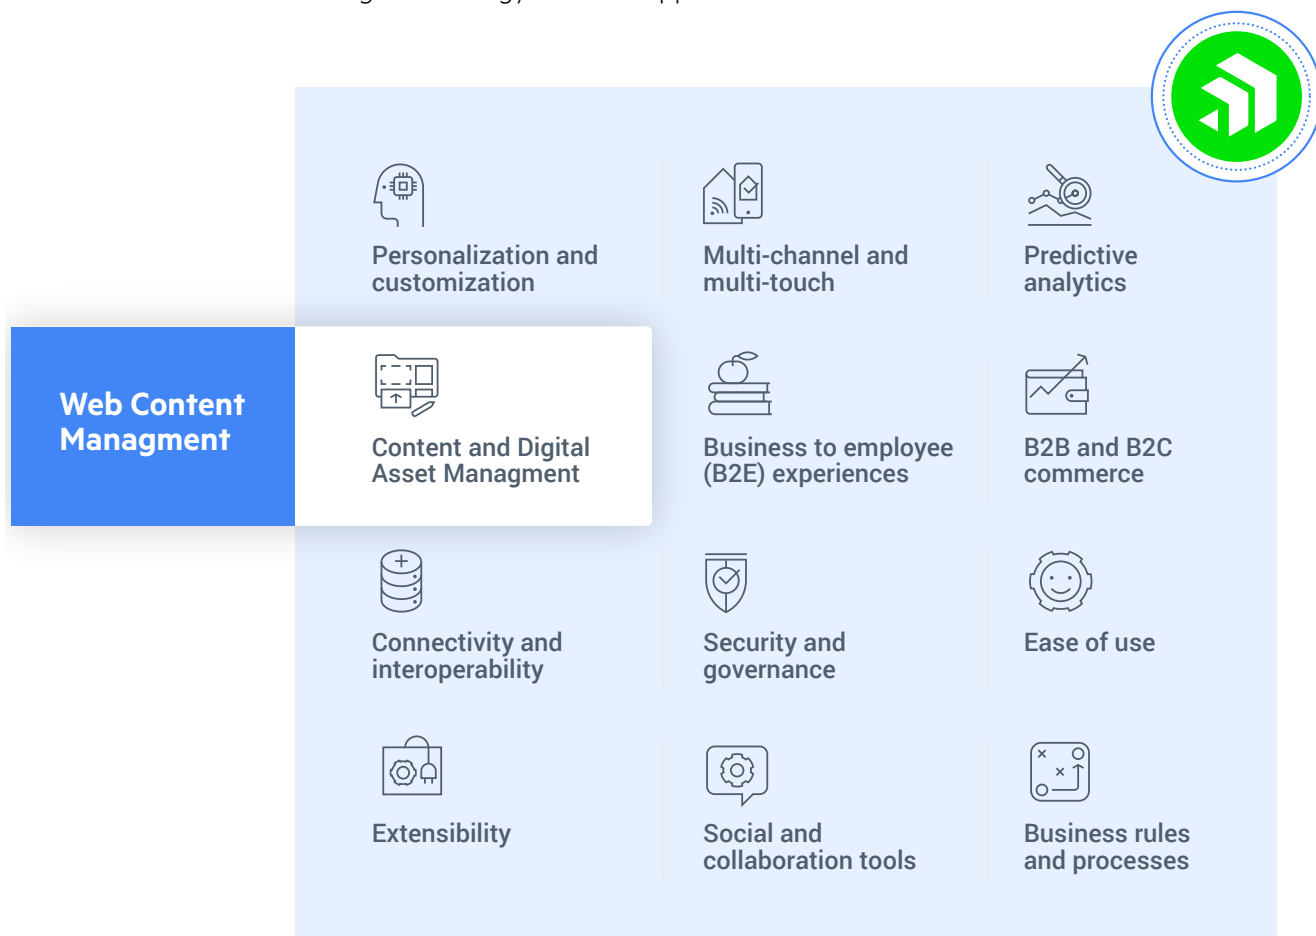 Personalization and
customization
Multi-channel and
multi-touch
Predictive
analytics
Web Content
Managment
Content and Digital
Asset Managment
Business to employee
(B2E) experiences
B2B and B2C
commerce
Connectivity and
interoperability
Security and
governance
Ease of use
Extensibility
Social and
collaboration tools
Business rules
and processes